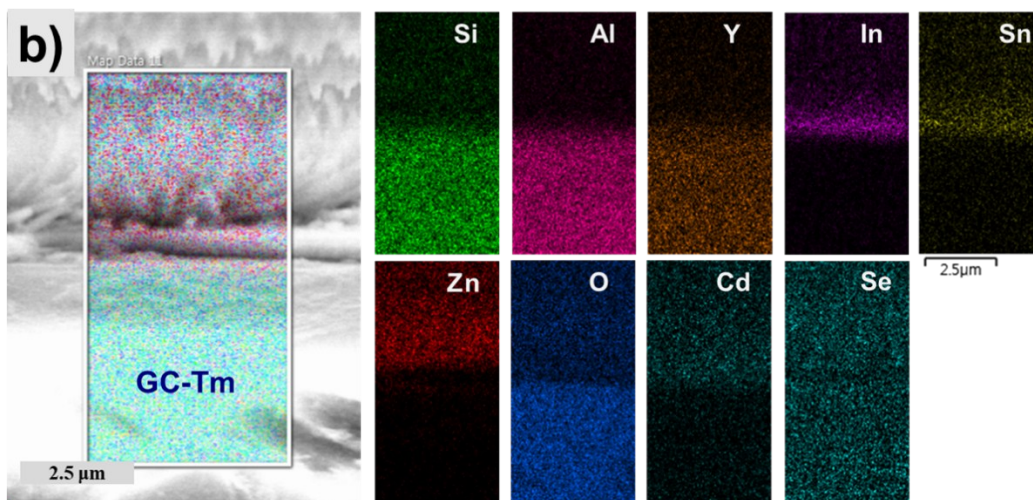 b)
Map Data 11
GC-Tm
2.5 µm
Si
Al
Y
In
Sn
2.5µm
Zn
O
Cd
Se